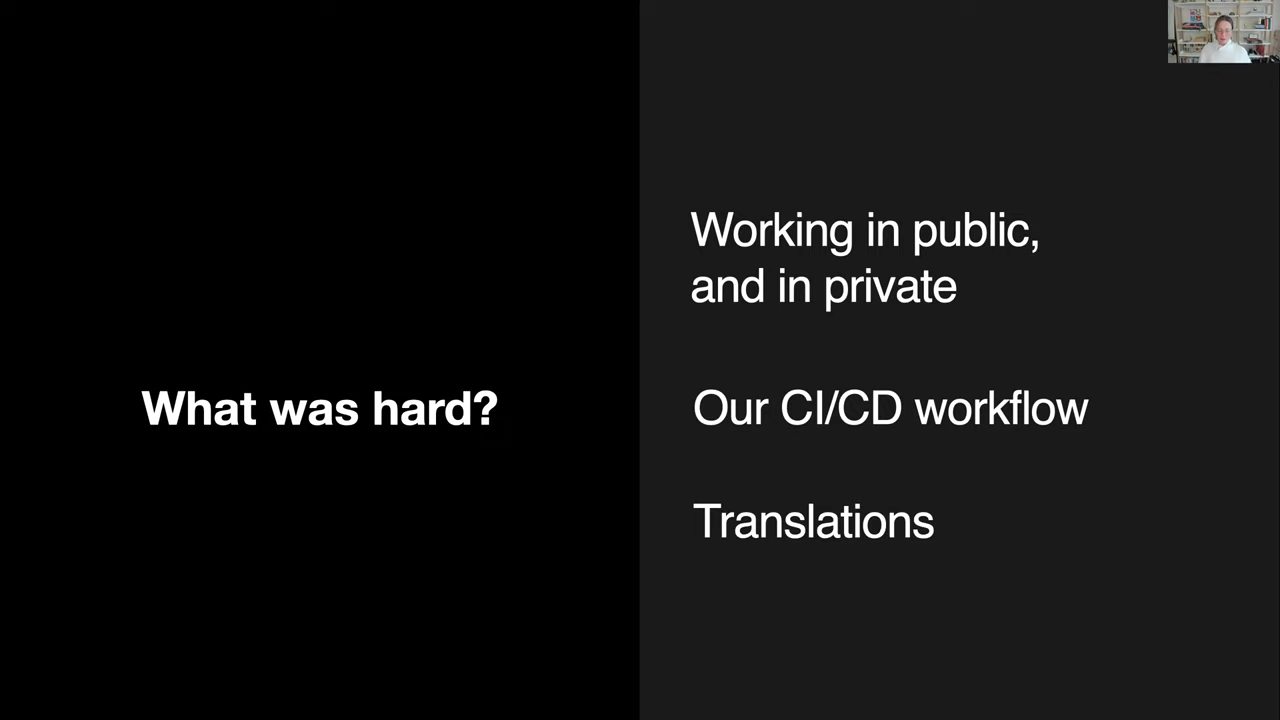 What was hard?
Working in public,
and in private
Our CI/CD workflow
Translations